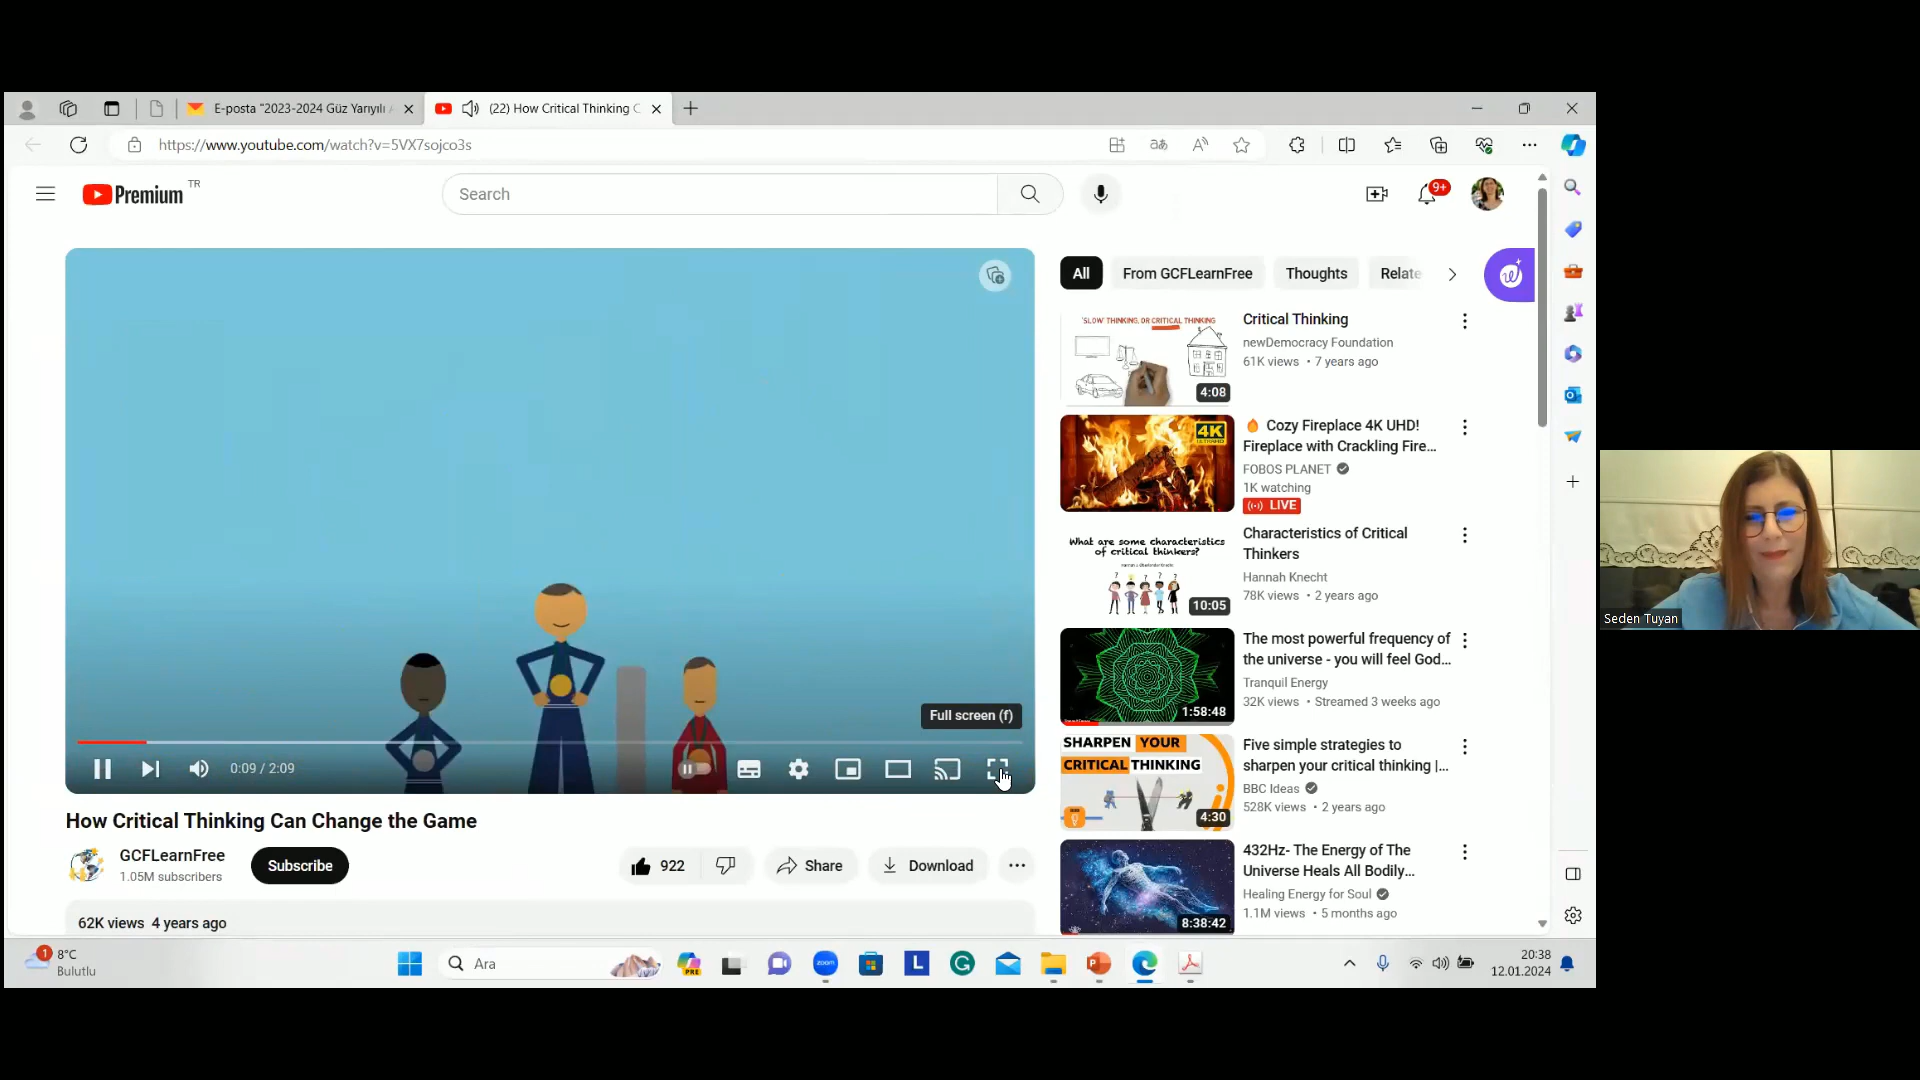 E-posta "2023-2024 Güz Yarıyılı
(22) How Critical Thinking C
https://www.youtube.com/watch?v=5VX7sojco3s
Premium TR
Search
9+
Full screen (f)
0:09 / 2:09
How Critical Thinking Can Change the Game
GCFLearnFree
1.05M subscribers
Subscribe
922
Share
Download
62K views 4 years ago
All
From GCFLearnFree
Thoughts
Relate
'SLOW' THINKING, OR CRITICAL THINKING
4:08
Critical Thinking
newDemocracy Foundation
61K views • 7 years ago
4K
Cozy Fireplace 4K UHD!
Fireplace with Crackling Fire...
FOBOS PLANET
1K watching
LIVE
What are some characteristics
of critical thinkers?
10:05
Characteristics of Critical
Thinkers
Hannah Knecht
78K views • 2 years ago
1:58:48
The most powerful frequency of
the universe - you will feel God...
Tranquil Energy
32K views • Streamed 3 weeks ago
SHARPEN YOUR
CRITICAL THINKING
4:30
Five simple strategies to
sharpen your critical thinking |...
BBC Ideas
528K views • 2 years ago
8:38:42
432Hz- The Energy of The
Universe Heals All Bodily...
Healing Energy for Soul
1.1M views • 5 months ago
Seden Tuyan
1
8°C
Bulutlu
Ara
PRE
zoom
L
20:38
12.01.2024